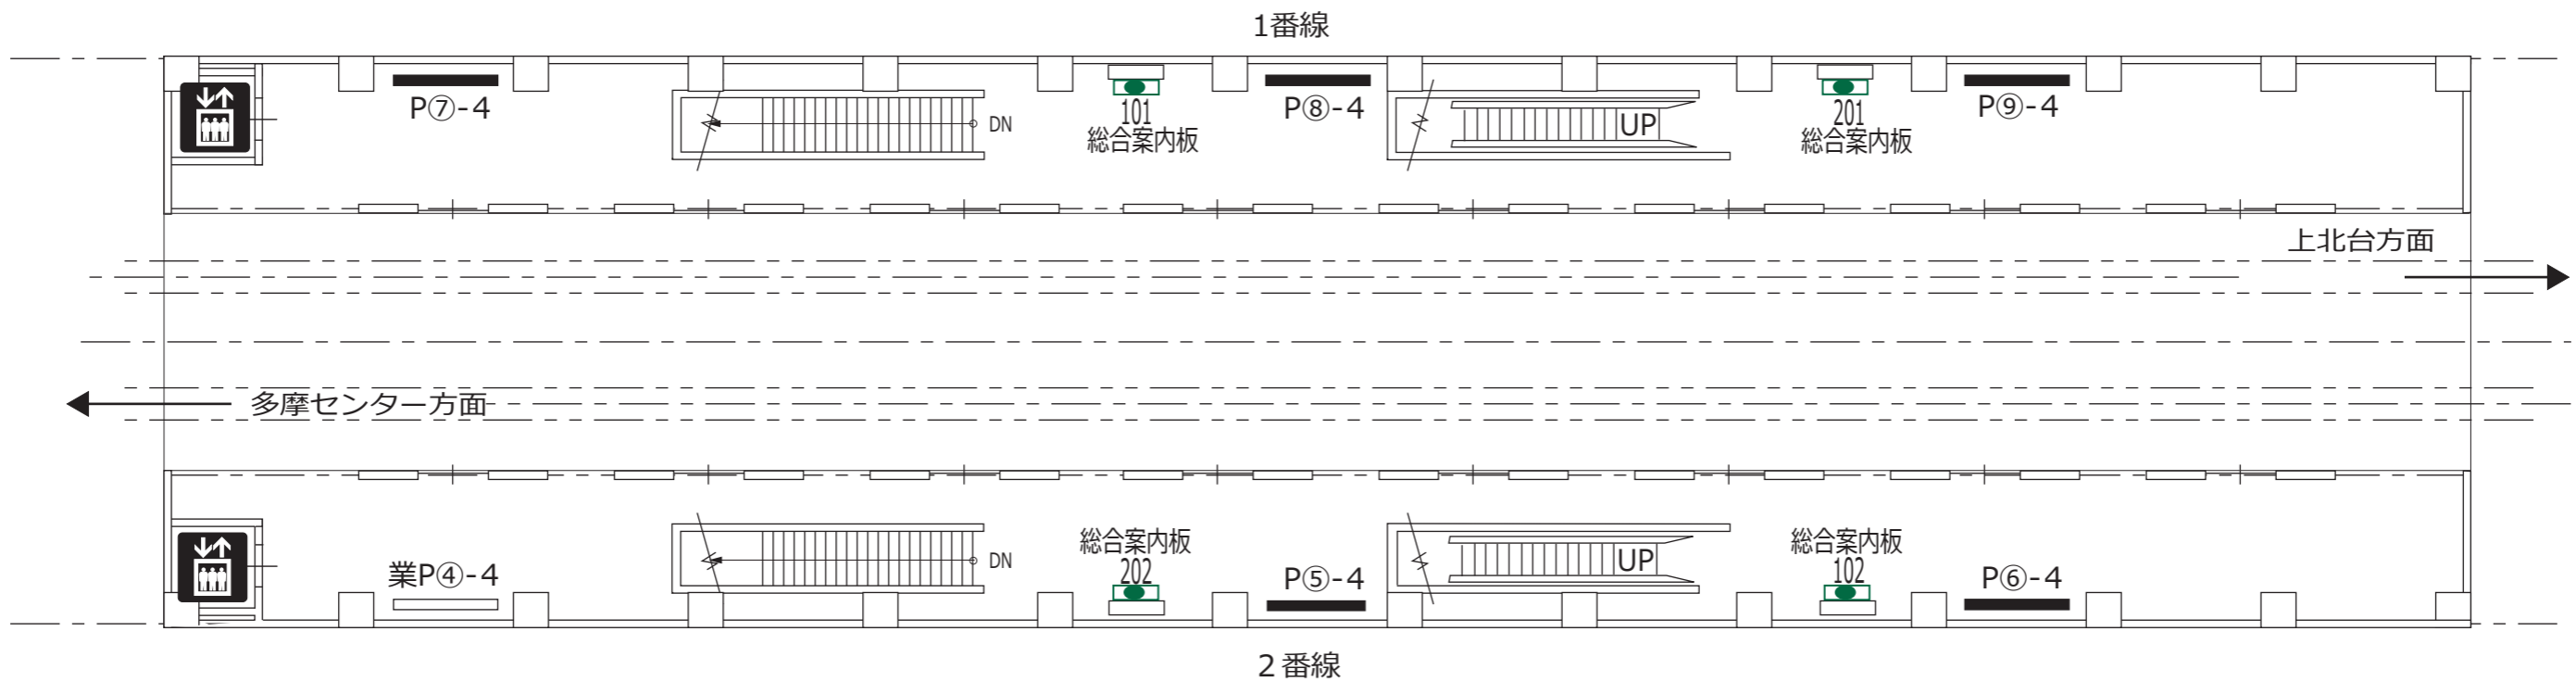 1番線
P⑦-4
DN
101
総合案内板
P⑧-4
UP
201
総合案内板
P⑨-4
上北台方面
多摩センター方面
業P④-4
DN
総合案内板
202
P⑤-4
UP
総合案内板
102
P⑥-4
2番線